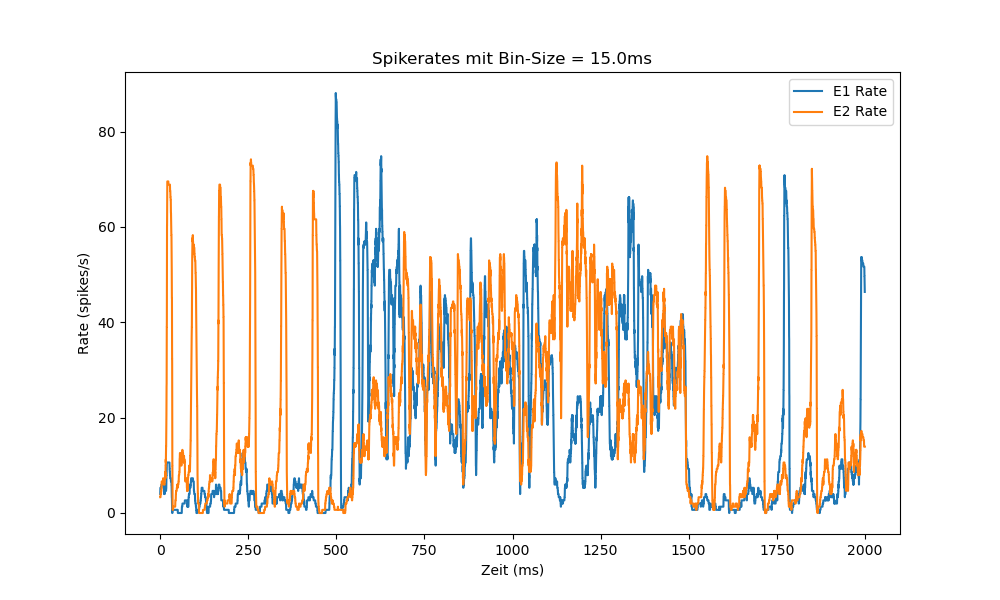 Spikerates mit Bin-Size = 15.0ms
E1 Rate
E2 Rate
Rate (spikes/s)
80
60
40
20
0
0 250 500 750 1000 1250 1500 1750 2000
Zeit (ms)